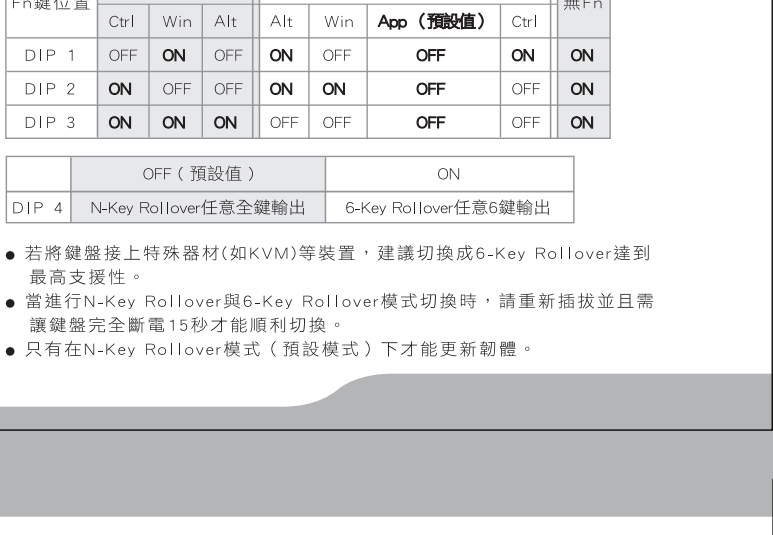 Fn鍵位置 無Fn
Ctrl Win Alt Alt Win App（預設值） Ctrl
DIP 1 OFF ON OFF ON OFF OFF ON ON
DIP 2 ON OFF OFF ON ON OFF OFF ON
DIP 3 ON ON ON OFF OFF OFF OFF ON
OFF（預設值） ON
DIP 4 N-Key Rollover任意全鍵輸出 6-Key Rollover任意6鍵輸出
● 若將鍵盤接上特殊器材(如KVM)等裝置，建議切換成6-Key Rollover達到
最高支援性。
● 當進行N-Key Rollover與6-Key Rollover模式切換時，請重新插拔並且需
讓鍵盤完全斷電15秒才能順利切換。
● 只有在N-Key Rollover模式（預設模式）下才能更新韌體。